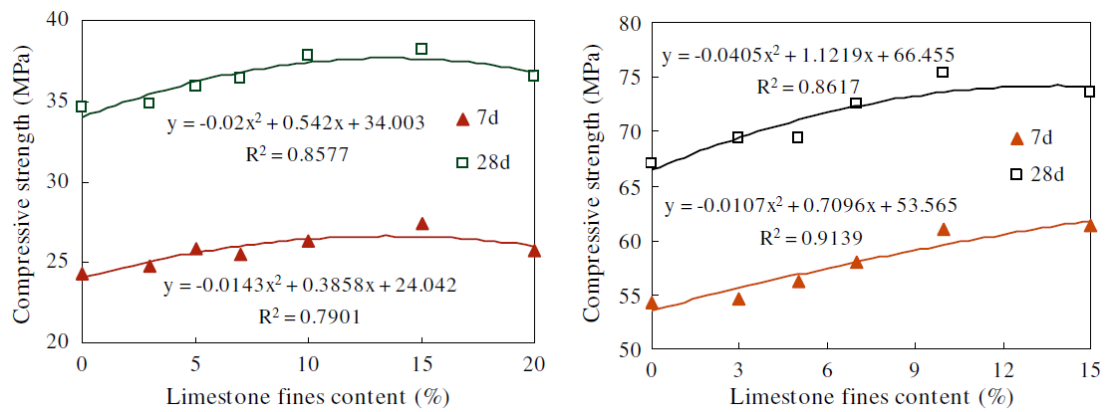 Compressive strength (MPa)
40
35
30
25
20
y = -0.02x² + 0.542x + 34.003
R² = 0.8577
7d
28d
y = -0.0143x² + 0.3858x + 24.042
R² = 0.7901
0
5
10
15
20
Limestone fines content (%)
Compressive strength (MPa)
80
75
70
65
60
55
50
y = -0.0405x² + 1.1219x + 66.455
R² = 0.8617
7d
28d
y = -0.0107x² + 0.7096x + 53.565
R² = 0.9139
0
3
6
9
12
15
Limestone fines content (%)